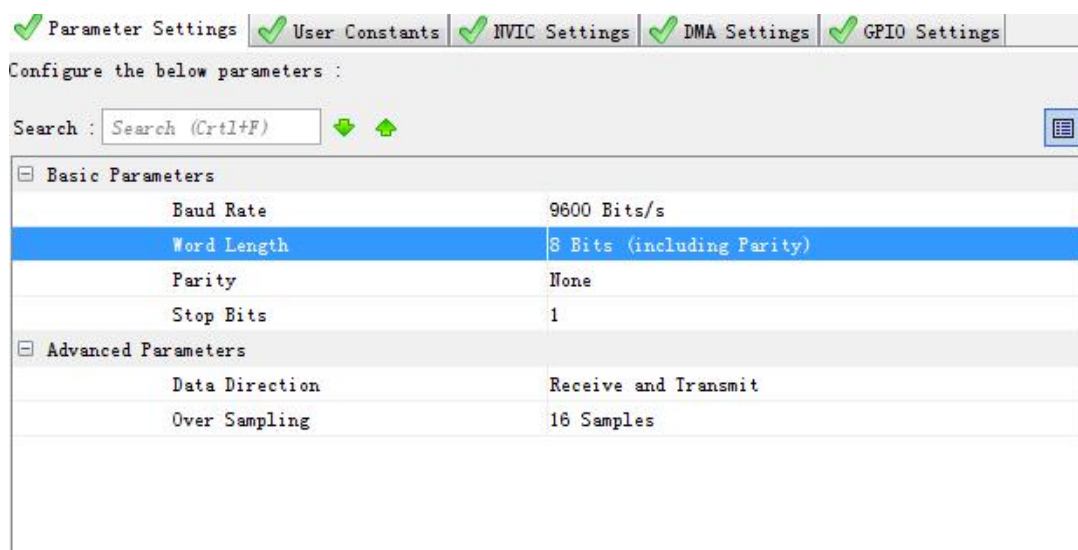 Parameter Settings User Constants NVIC Settings DMA Settings GPIO Settings
Configure the below parameters :
Search : Search (Crtl+F)
Basic Parameters
Baud Rate 9600 Bits/s
Word Length 8 Bits (including Parity)
Parity None
Stop Bits 1
Advanced Parameters
Data Direction Receive and Transmit
Over Sampling 16 Samples